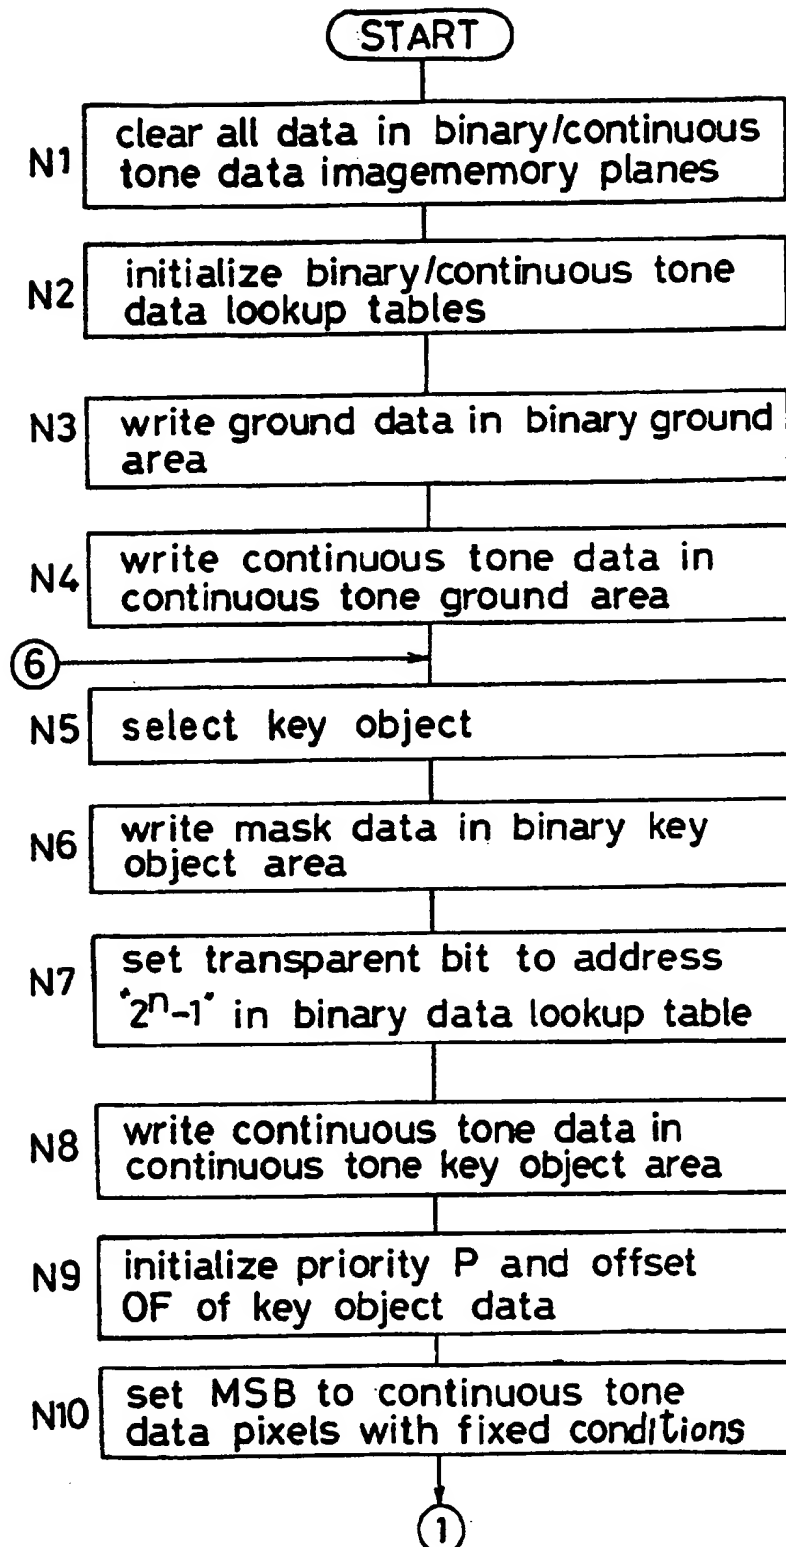 START
N1
clear all data in binary/continuous
tone data imagememory planes
N2
initialize binary/continuous tone
data lookup tables
N3
write ground data in binary ground
area
N4
write continuous tone data in
continuous tone ground area
6
N5
select key object
N6
write mask data in binary key
object area
N7
set transparent bit to address
"2ⁿ-1" in binary data lookup table
N8
write continuous tone data in
continuous tone key object area
N9
initialize priority P and offset
OF of key object data
N10
set MSB to continuous tone
data pixels with fixed conditions
1